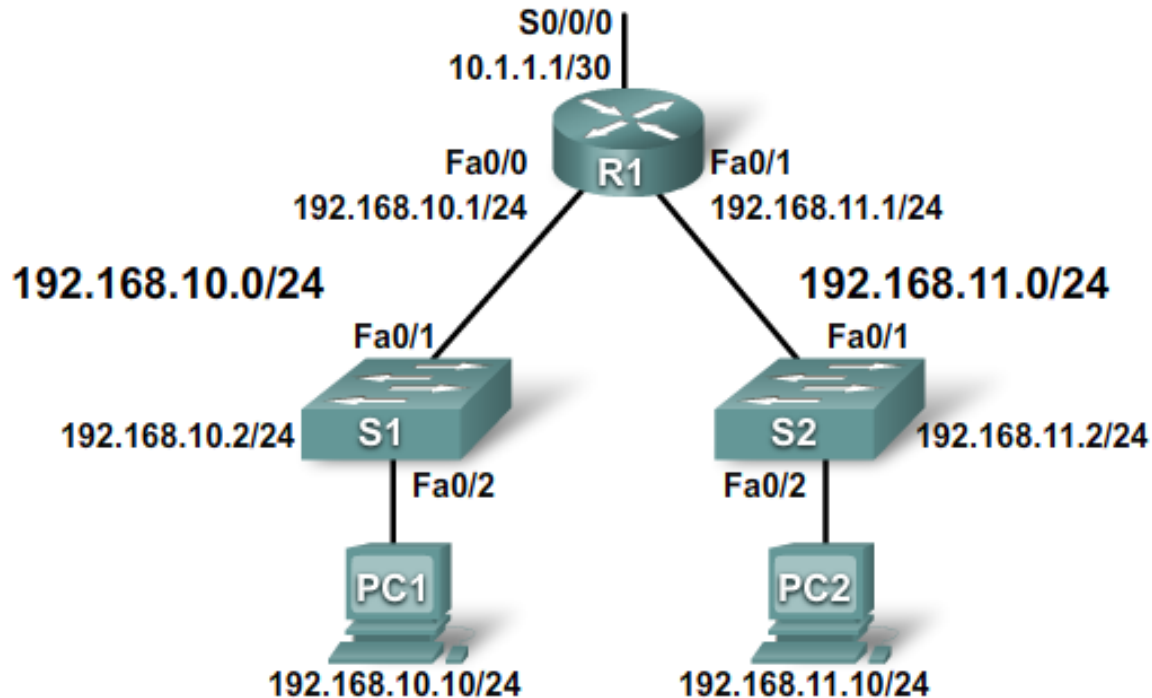 S0/0/0
10.1.1.1/30
Fa0/0
R1
Fa0/1
192.168.10.1/24
192.168.11.1/24
192.168.10.0/24
192.168.11.0/24
Fa0/1
Fa0/1
192.168.10.2/24
S1
S2
192.168.11.2/24
Fa0/2
Fa0/2
PC1
PC2
192.168.10.10/24
192.168.11.10/24